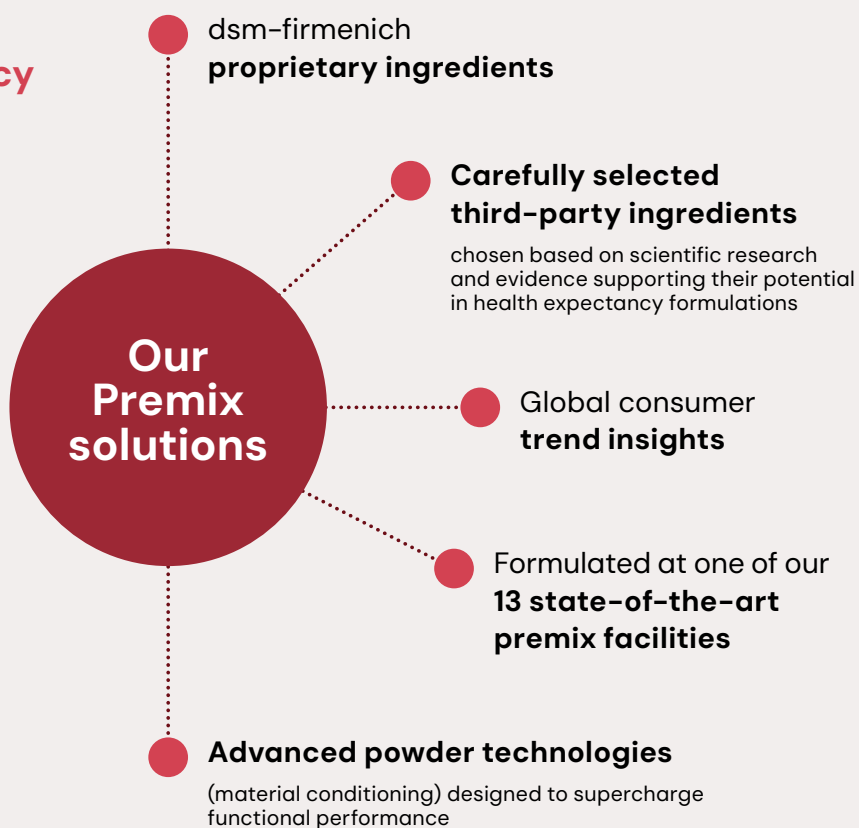 dsm-firmenich
proprietary ingredients
cy
Carefully selected
third-party ingredients
chosen based on scientific research
and evidence supporting their potential
in health expectancy formulations
Our
Premix
solutions
Global consumer
trend insights
Formulated at one of our
13 state-of-the-art
premix facilities
Advanced powder technologies
(material conditioning) designed to supercharge
functional performance